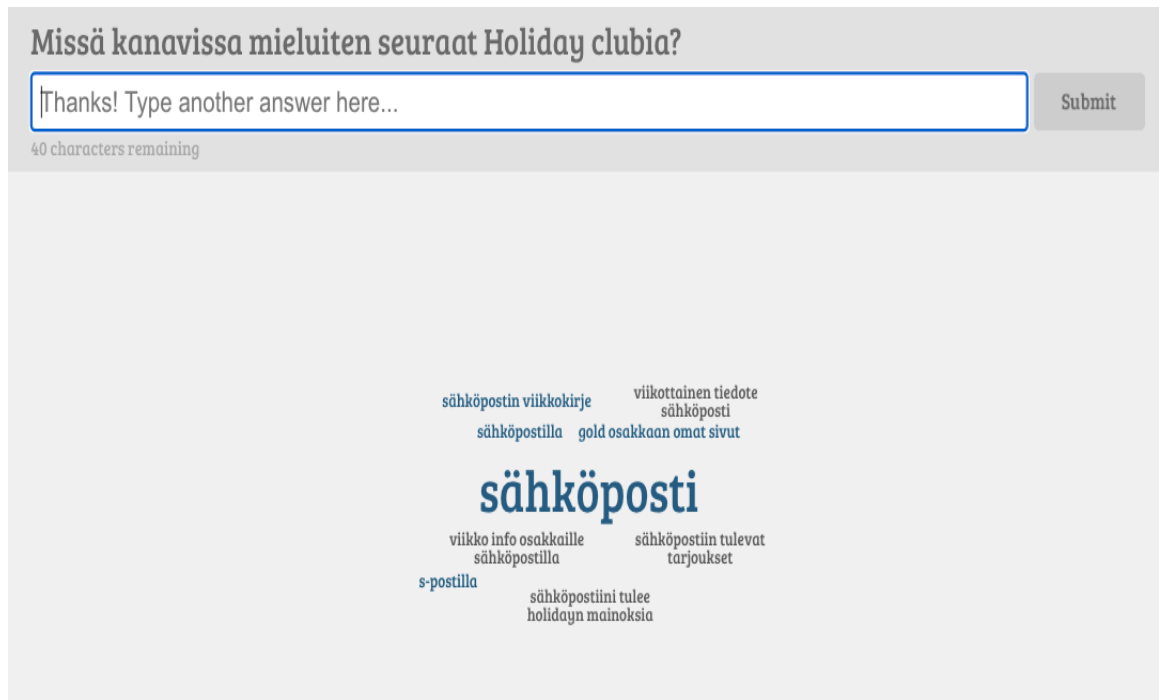 Missä kanavissa mieluiten seuraat Holiday clubia?
Thanks! Type another answer here...
Submit
40 characters remaining
sähköpostin viikkokirje
viikottainen tiedote
sähköposti
sähköpostilla
gold osakkaan omat sivut
sähköposti
viikko info osakkaille
sähköpostilla
sähköpostiin tulevat
tarjoukset
s-postilla
sähköpostiini tulee
holidayn mainoksia